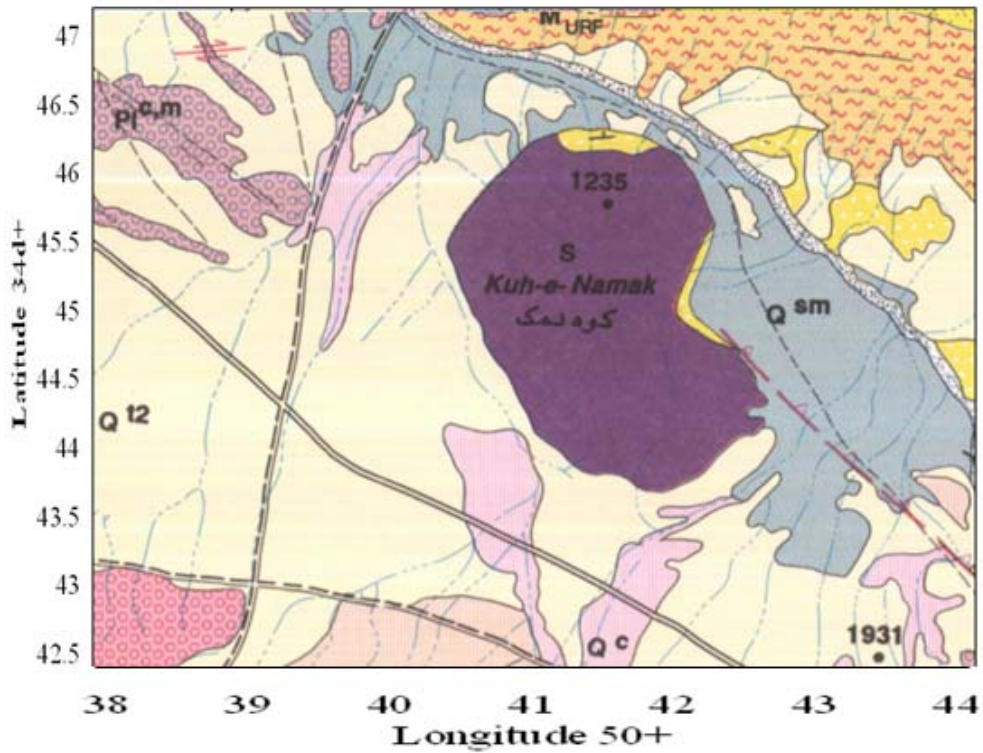 M URF
47
46.5
46
45.5
45
44.5
44
43.5
43
42.5
Latitude 34d+
Pl c,m
1235
S
Kuh-e- Namak
کوه نمک
Q sm
Q t2
Q c
1931
38 39 40 41 42 43 44
Longitude 50+